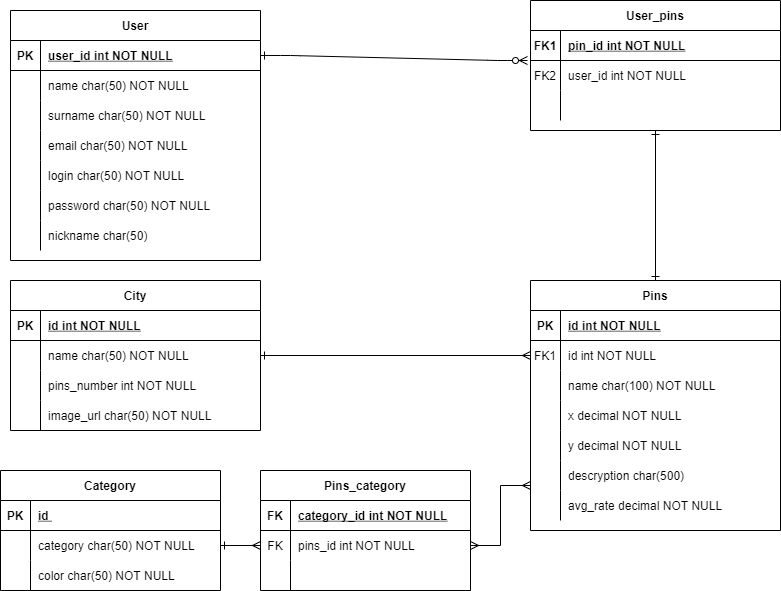 User
PK user_id int NOT NULL
name char(50) NOT NULL
surname char(50) NOT NULL
email char(50) NOT NULL
login char(50) NOT NULL
password char(50) NOT NULL
nickname char(50)
User_pins
FK1 pin_id int NOT NULL
FK2 user_id int NOT NULL
City
PK id int NOT NULL
name char(50) NOT NULL
pins_number int NOT NULL
image_url char(50) NOT NULL
Pins
PK id int NOT NULL
FK1 id int NOT NULL
name char(100) NOT NULL
x decimal NOT NULL
y decimal NOT NULL
descryption char(500)
avg_rate decimal NOT NULL
Category
PK id
category char(50) NOT NULL
color char(50) NOT NULL
Pins_category
FK category_id int NOT NULL
FK pins_id int NOT NULL